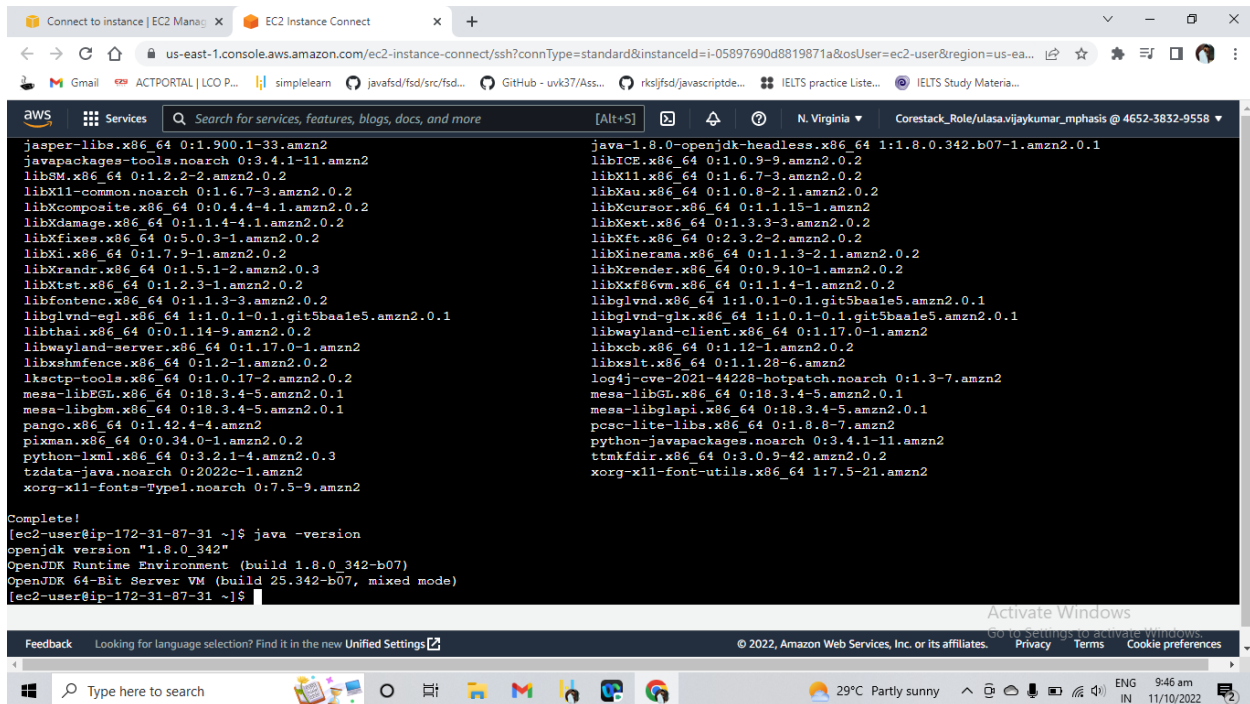 Connect to instance | EC2 Manag
EC2 Instance Connect
us-east-1.console.aws.amazon.com/ec2-instance-connect/ssh?connType=standard&instanceId=i-05897690d8819871a&osUser=ec2-user&region=us-ea...
Gmail
ACTPORTAL | LCO P...
simplelearn
javafsd/fsd/src/fsd...
GitHub - uvk37/Ass...
rksljfsd/javascriptde...
IELTS practice Liste...
IELTS Study Materia...
aws
Services
Search for services, features, blogs, docs, and more
[Alt+S]
N. Virginia
Corestack_Role/ulasa.vijaykumar_mphasis @ 4652-3832-9558
jasper-libs.x86_64 0:1.900.1-33.amzn2 java-1.8.0-openjdk-headless.x86_64 1:1.8.0.342.b07-1.amzn2.0.1
javapackages-tools.noarch 0:3.4.1-11.amzn2 libICE.x86_64 0:1.0.9-9.amzn2.0.2
libSM.x86_64 0:1.2.2-2.amzn2.0.2 libX11.x86_64 0:1.6.7-3.amzn2.0.2
libX11-common.noarch 0:1.6.7-3.amzn2.0.2 libXau.x86_64 0:1.0.8-2.1.amzn2.0.2
libXcomposite.x86_64 0:0.4.4-4.1.amzn2.0.2 libXcursor.x86_64 0:1.1.15-1.amzn2
libXdamage.x86_64 0:1.1.4-4.1.amzn2.0.2 libXext.x86_64 0:1.3.3-3.amzn2.0.2
libXfixes.x86_64 0:5.0.3-1.amzn2.0.2 libXft.x86_64 0:2.3.2-2.amzn2.0.2
libXi.x86_64 0:1.7.9-1.amzn2.0.2 libXinerama.x86_64 0:1.1.3-2.1.amzn2.0.2
libXrandr.x86_64 0:1.5.1-2.amzn2.0.3 libXrender.x86_64 0:0.9.10-1.amzn2.0.2
libXtst.x86_64 0:1.2.3-1.amzn2.0.2 libXxf86vm.x86_64 0:1.1.4-1.amzn2.0.2
libfontenc.x86_64 0:1.1.3-3.amzn2.0.2 libglvnd.x86_64 1:1.0.1-0.1.git5baa1e5.amzn2.0.1
libglvnd-egl.x86_64 1:1.0.1-0.1.git5baa1e5.amzn2.0.1 libglvnd-glx.x86_64 1:1.0.1-0.1.git5baa1e5.amzn2.0.1
libthai.x86_64 0:0.1.14-9.amzn2.0.2 libwayland-client.x86_64 0:1.17.0-1.amzn2
libwayland-server.x86_64 0:1.17.0-1.amzn2 libxcb.x86_64 0:1.12-1.amzn2.0.2
libxshmfence.x86_64 0:1.2-1.amzn2.0.2 libxslt.x86_64 0:1.1.28-6.amzn2
lksctp-tools.x86_64 0:1.0.17-2.amzn2.0.2 log4j-cve-2021-44228-hotpatch.noarch 0:1.3-7.amzn2
mesa-libEGL.x86_64 0:18.3.4-5.amzn2.0.1 mesa-libGL.x86_64 0:18.3.4-5.amzn2.0.1
mesa-libgbm.x86_64 0:18.3.4-5.amzn2.0.1 mesa-libglapi.x86_64 0:18.3.4-5.amzn2.0.1
pango.x86_64 0:1.42.4-4.amzn2 pcsc-lite-libs.x86_64 0:1.8.8-7.amzn2
pixman.x86_64 0:0.34.0-1.amzn2.0.2 python-javapackages.noarch 0:3.4.1-11.amzn2
python-lxml.x86_64 0:3.2.1-4.amzn2.0.3 ttmkfdir.x86_64 0:3.0.9-42.amzn2.0.2
tzdata-java.noarch 0:2022c-1.amzn2 xorg-x11-font-utils.x86_64 1:7.5-21.amzn2
xorg-x11-fonts-Type1.noarch 0:7.5-9.amzn2
Complete!
[ec2-user@ip-172-31-87-31 ~]$ java -version
openjdk version "1.8.0_342"
OpenJDK Runtime Environment (build 1.8.0_342-b07)
OpenJDK 64-Bit Server VM (build 25.342-b07, mixed mode)
[ec2-user@ip-172-31-87-31 ~]$
Activate Windows
Go to Settings to activate Windows.
Feedback
Looking for language selection? Find it in the new Unified Settings
© 2022, Amazon Web Services, Inc. or its affiliates.
Privacy
Terms
Cookie preferences
Type here to search
29°C Partly sunny
ENG
IN
9:46 am
11/10/2022
2